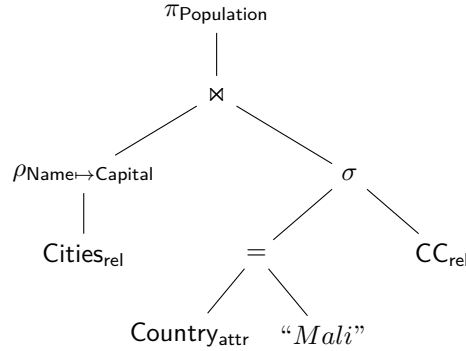 πPopulation
⋈
ρName↦Capital σ
Citiesrel = CCrel
Countryattr “Mali”